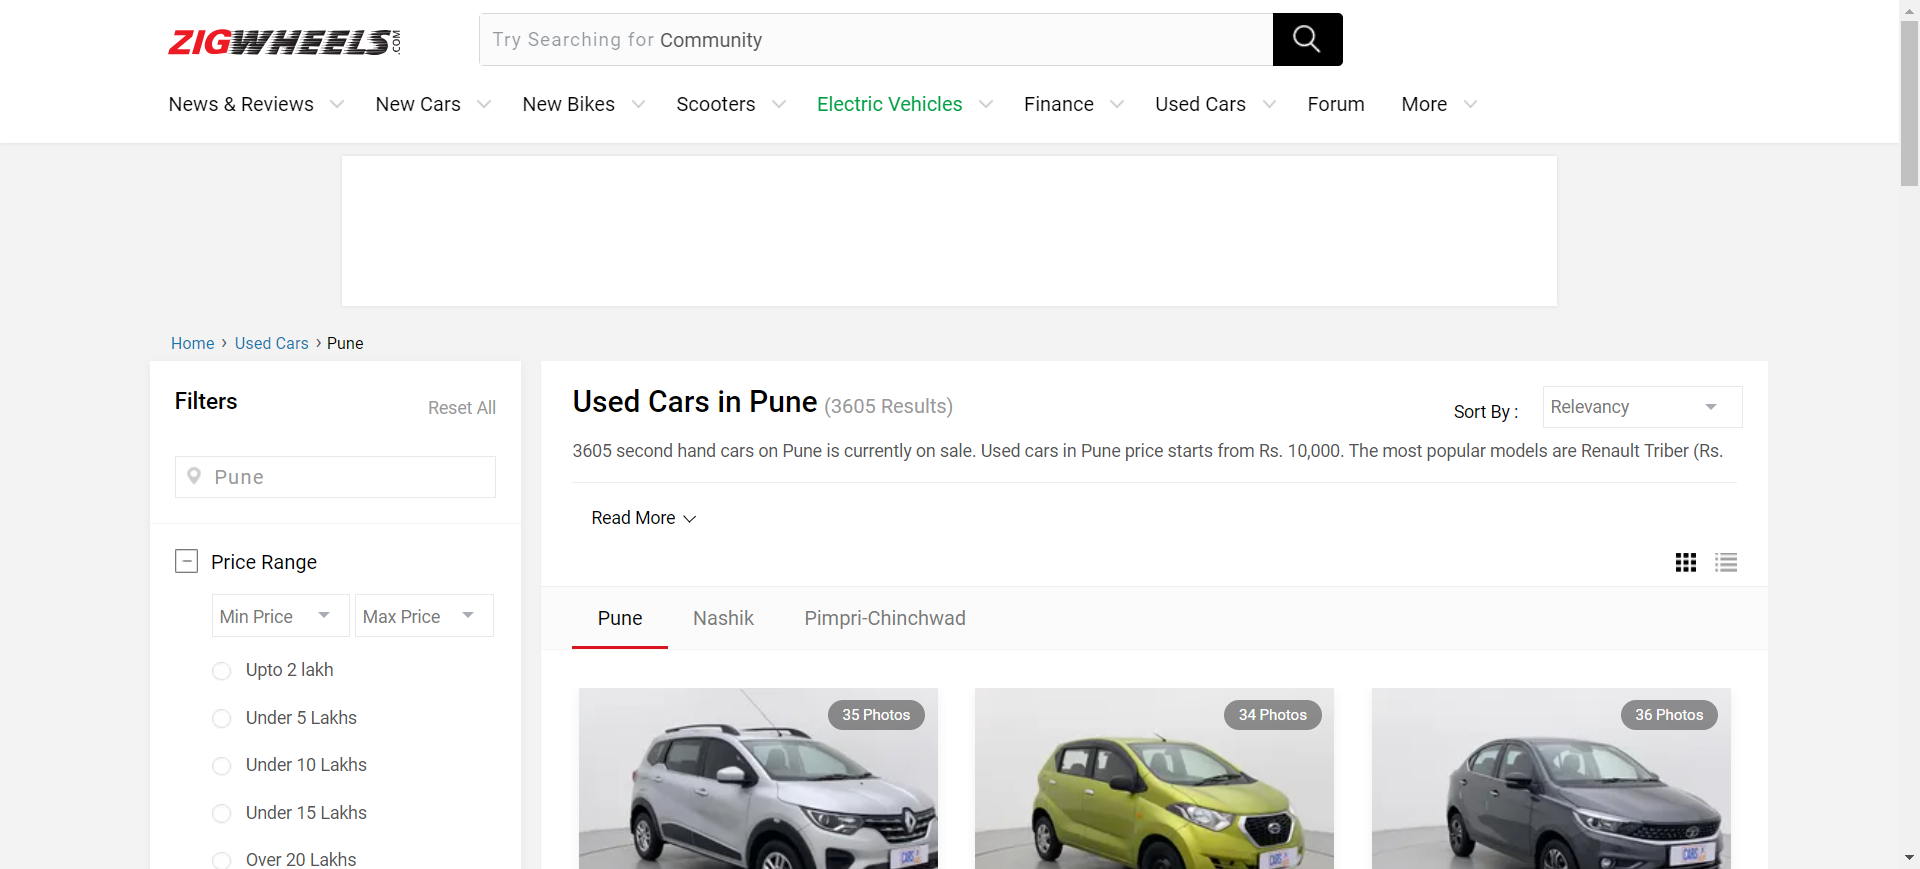 ZIGWHEELS.COM
Try Searching for Community
News & Reviews New Cars New Bikes Scooters Electric Vehicles Finance Used Cars Forum More
Home › Used Cars › Pune
Filters
Reset All
Pune
Price Range
Min Price Max Price
Upto 2 lakh
Under 5 Lakhs
Under 10 Lakhs
Under 15 Lakhs
Over 20 Lakhs
Used Cars in Pune (3605 Results)
Sort By : Relevancy
3605 second hand cars on Pune is currently on sale. Used cars in Pune price starts from Rs. 10,000. The most popular models are Renault Triber (Rs.
Read More
Pune Nashik Pimpri-Chinchwad
35 Photos
34 Photos
36 Photos
CARS
CARS
CARS